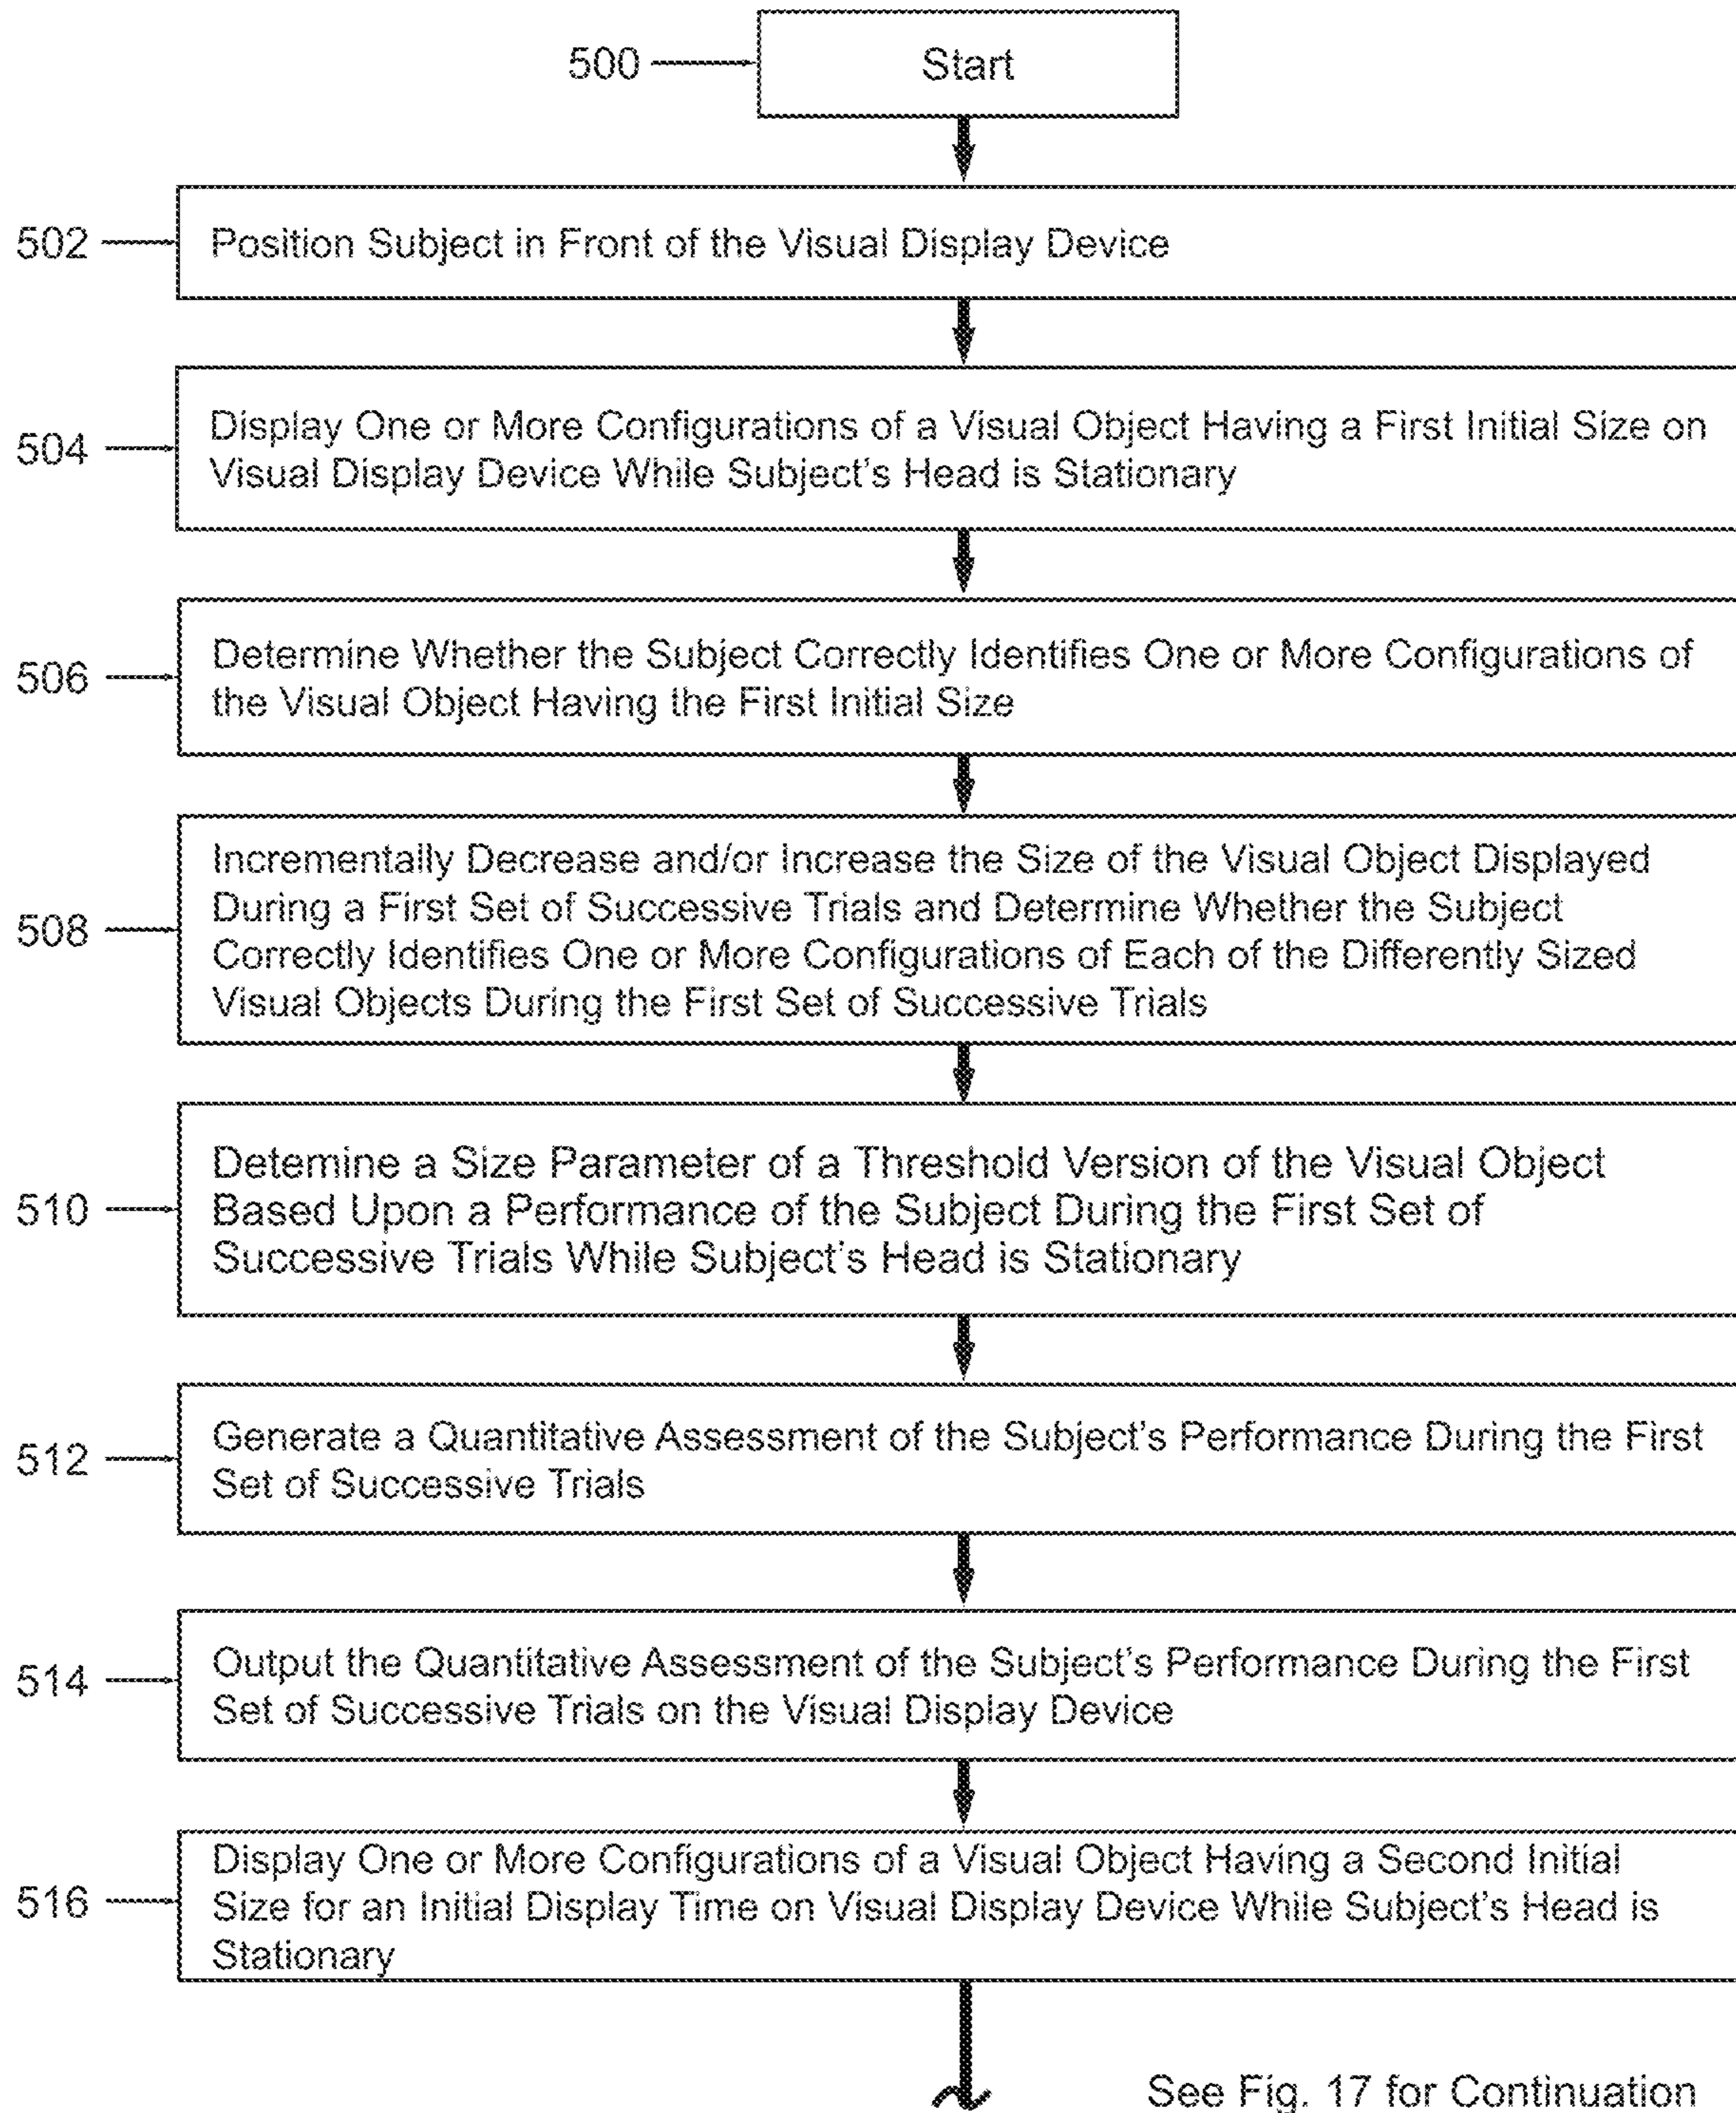 500
Start
502
Position Subject in Front of the Visual Display Device
504
Display One or More Configurations of a Visual Object Having a First Initial Size on
Visual Display Device While Subject's Head is Stationary
506
Determine Whether the Subject Correctly Identifies One or More Configurations of
the Visual Object Having the First Initial Size
508
Incrementally Decrease and/or Increase the Size of the Visual Object Displayed
During a First Set of Successive Trials and Determine Whether the Subject
Correctly Identifies One or More Configurations of Each of the Differently Sized
Visual Objects During the First Set of Successive Trials
510
Detemine a Size Parameter of a Threshold Version of the Visual Object
Based Upon a Performance of the Subject During the First Set of
Successive Trials While Subject's Head is Stationary
512
Generate a Quantitative Assessment of the Subject's Performance During the First
Set of Successive Trials
514
Output the Quantitative Assessment of the Subject's Performance During the First
Set of Successive Trials on the Visual Display Device
516
Display One or More Configurations of a Visual Object Having a Second Initial
Size for an Initial Display Time on Visual Display Device While Subject's Head is
Stationary
See Fig. 17 for Continuation